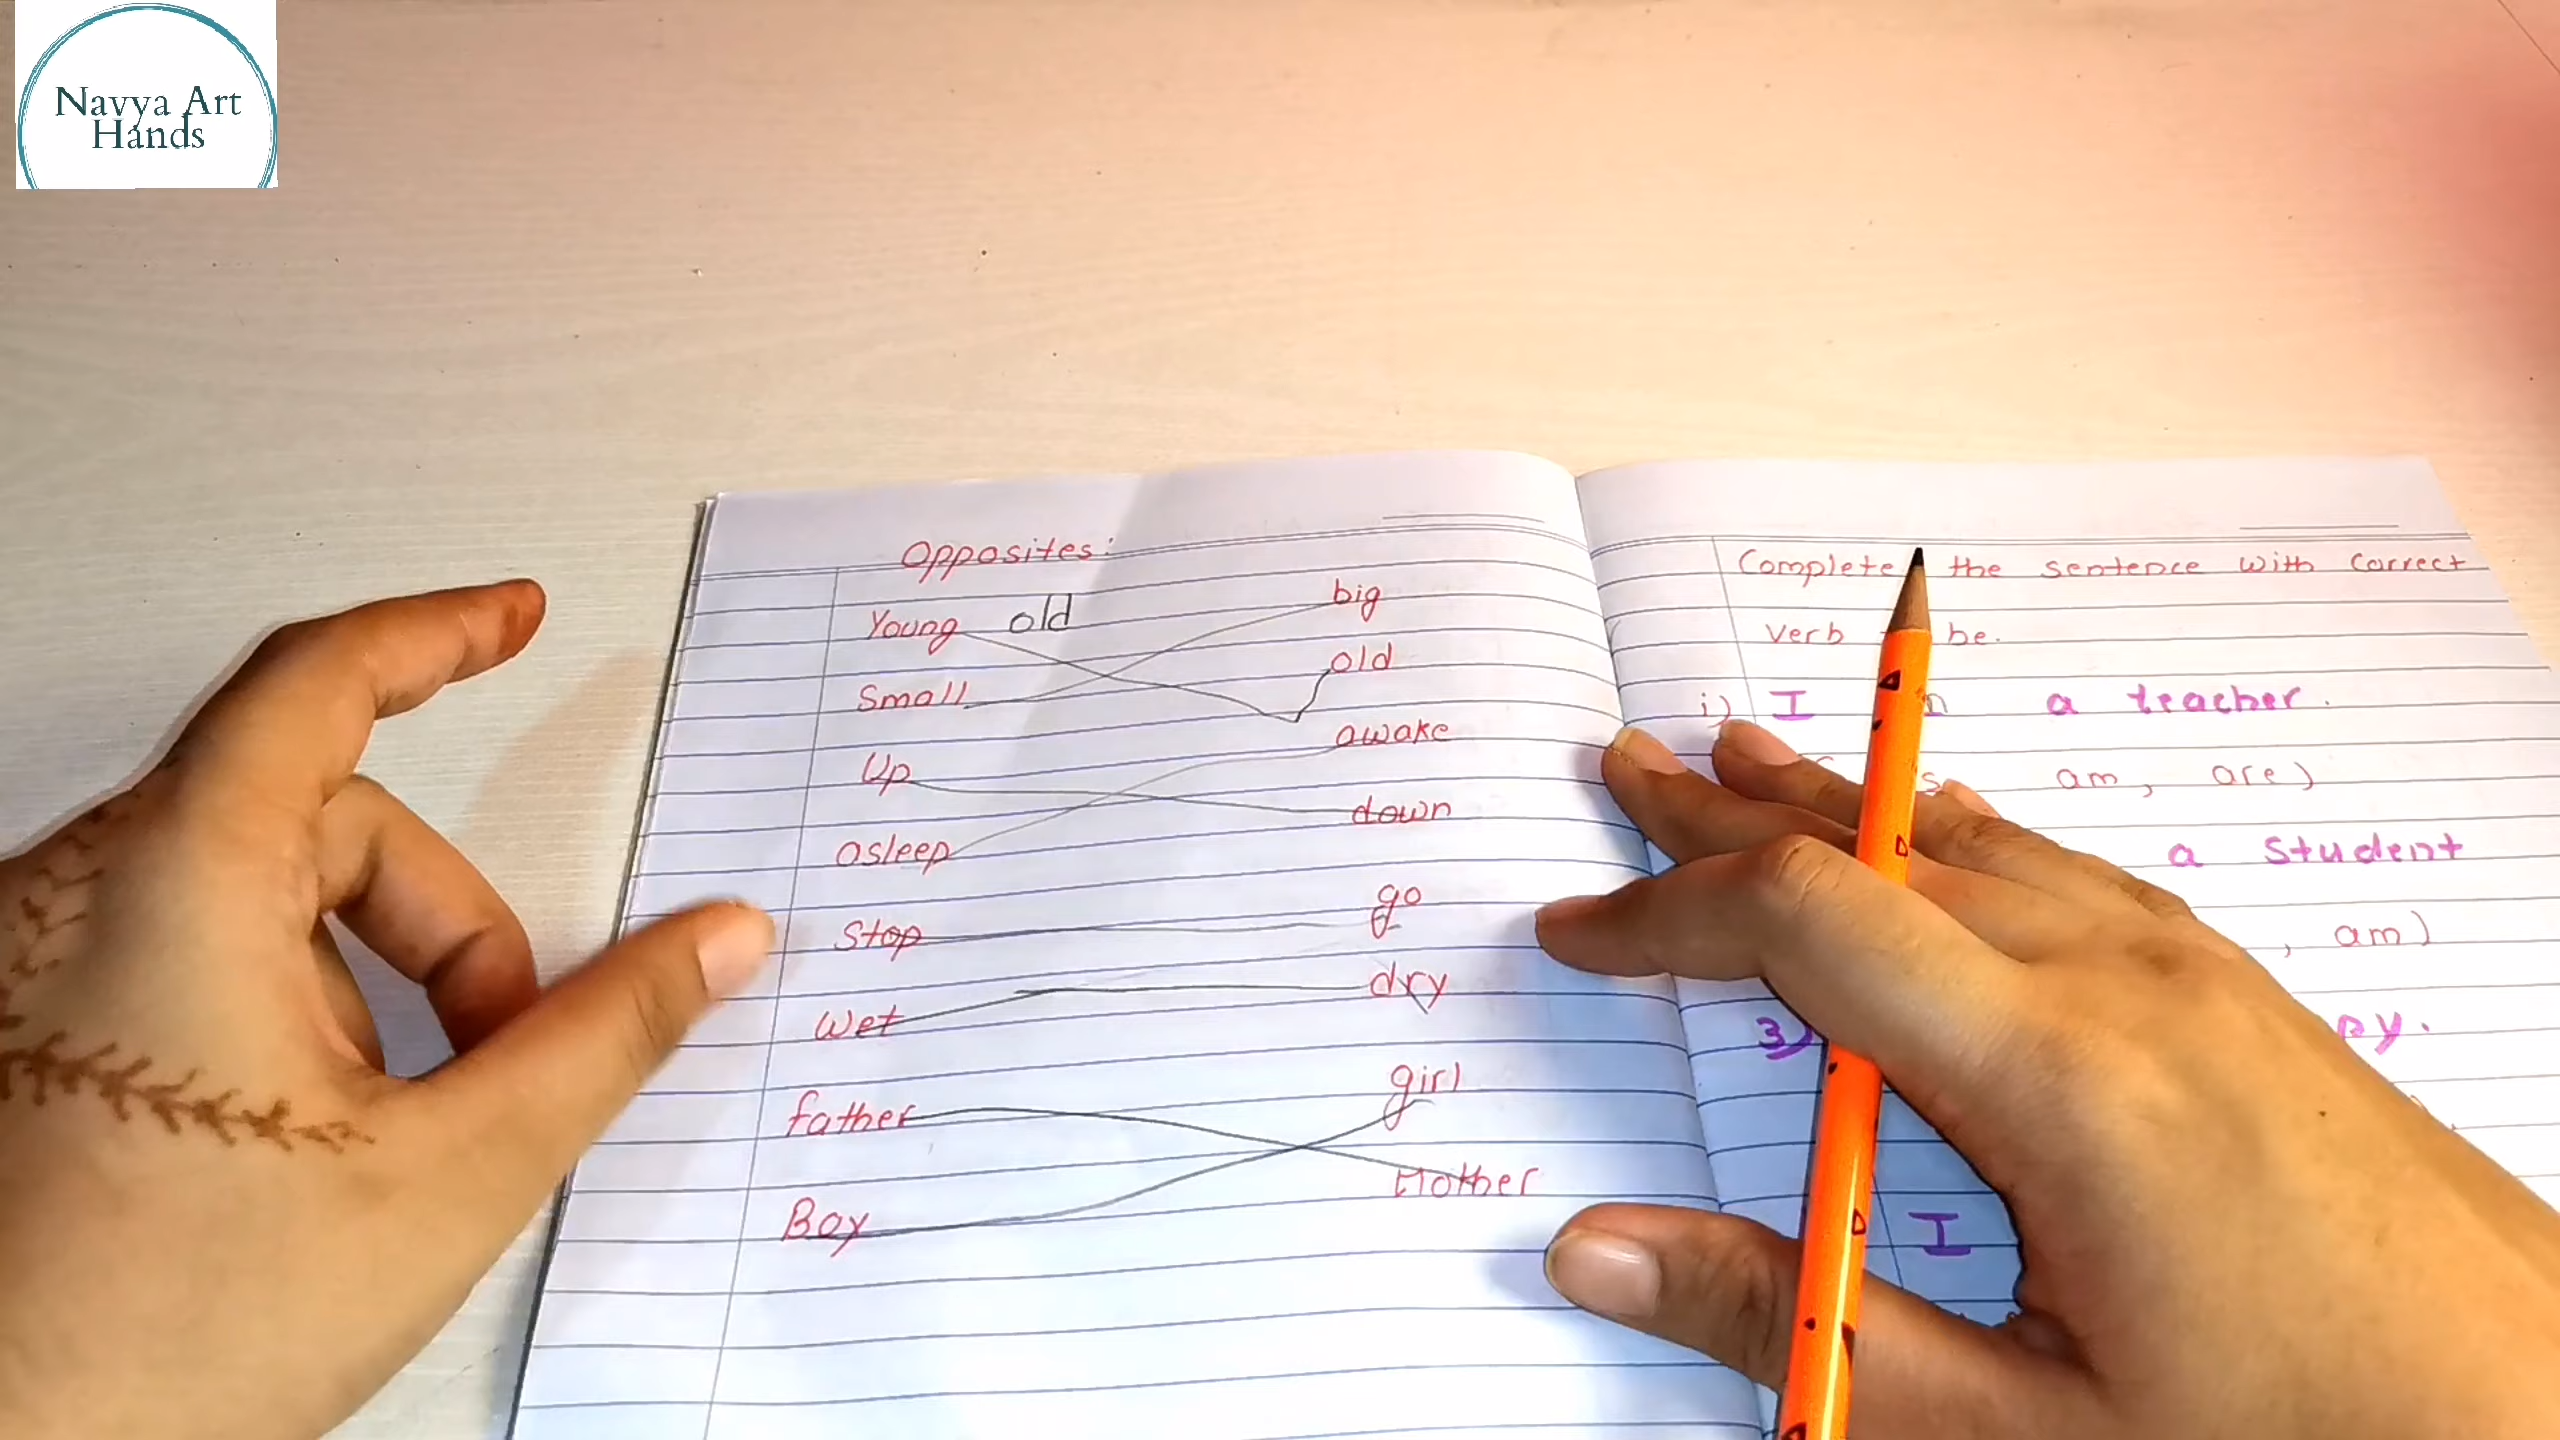 Navya Art
Hands
Opposites:
Young old big
Small old
Up awake
asleep down
Stop go
Wet dry
father girl
Boy Mother
Complete the sentence with correct
verb be.
i) I a teacher.
am, are)
a student
, am)
3)
I